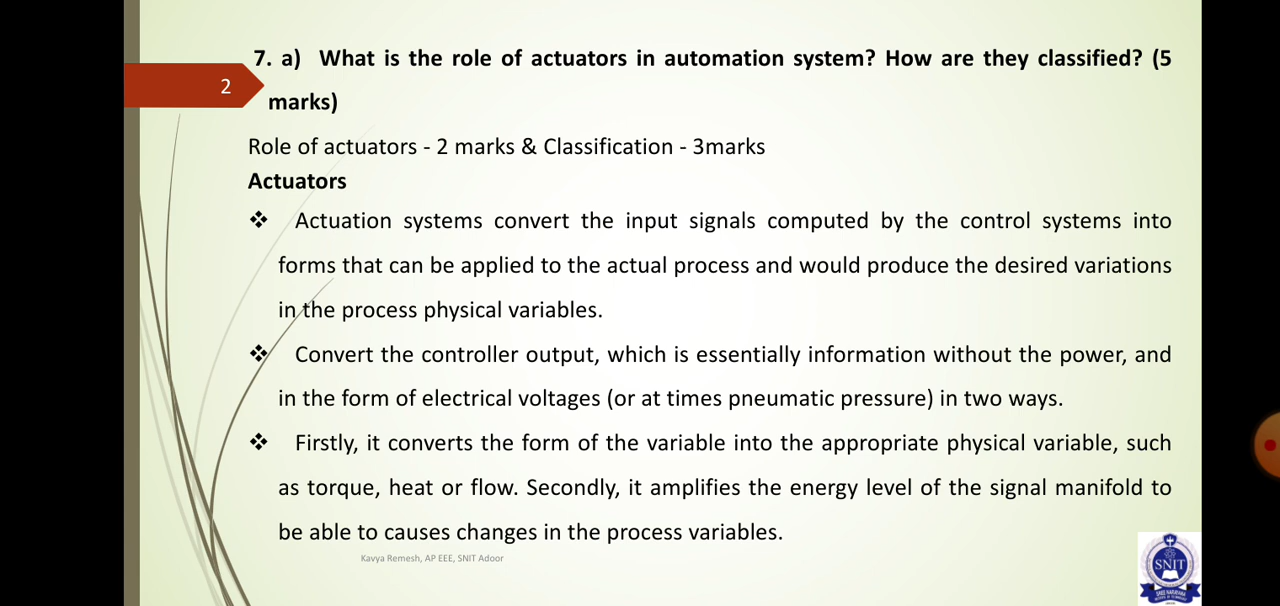 7. a) What is the role of actuators in automation system? How are they classified? (5
2
marks)
Role of actuators - 2 marks & Classification - 3marks
Actuators
❖ Actuation systems convert the input signals computed by the control systems into
forms that can be applied to the actual process and would produce the desired variations
in the process physical variables.
❖ Convert the controller output, which is essentially information without the power, and
in the form of electrical voltages (or at times pneumatic pressure) in two ways.
❖ Firstly, it converts the form of the variable into the appropriate physical variable, such
as torque, heat or flow. Secondly, it amplifies the energy level of the signal manifold to
be able to causes changes in the process variables.
Kavya Remesh, AP EEE, SNIT Adoor
SNIT